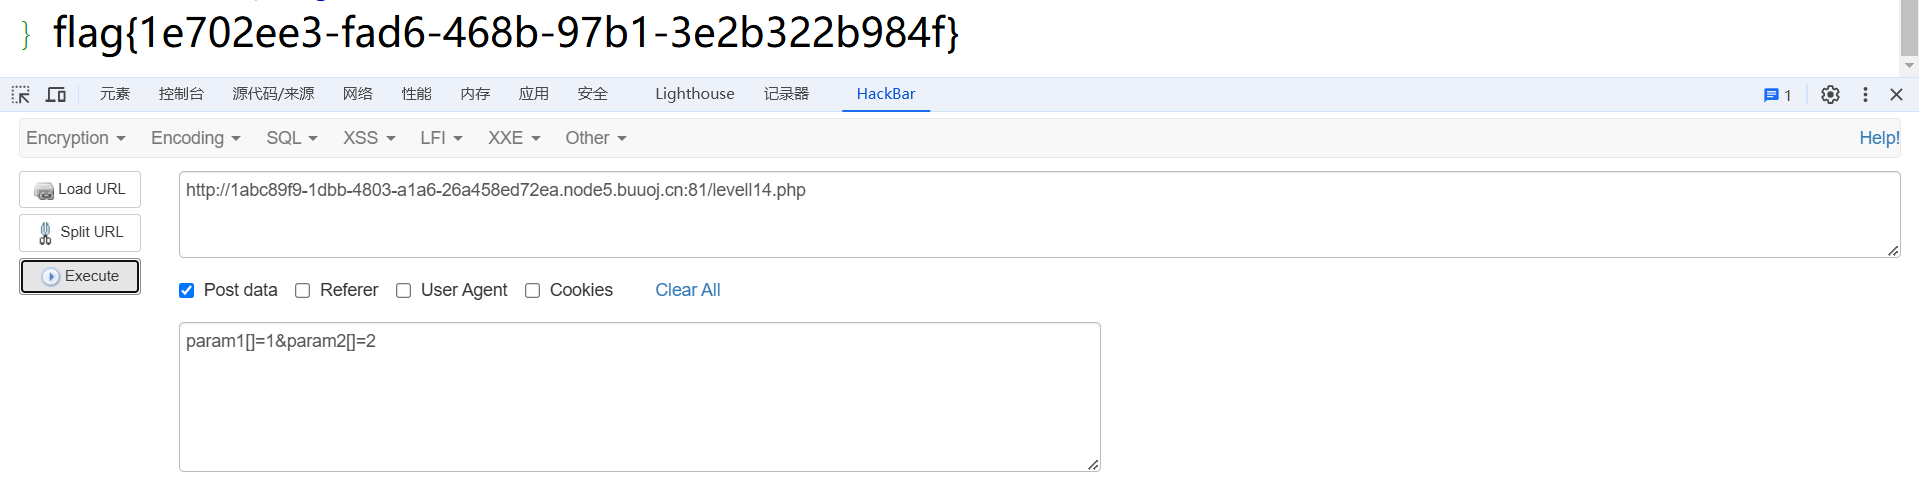 } flag{1e702ee3-fad6-468b-97b1-3e2b322b984f}
元素 控制台 源代码/来源 网络 性能 内存 应用 安全 Lighthouse 记录器 HackBar 1
Encryption Encoding SQL XSS LFI XXE Other Help!
Load URL
http://1abc89f9-1dbb-4803-a1a6-26a458ed72ea.node5.buuoj.cn:81/levell14.php
Split URL
Execute
Post data Referer User Agent Cookies Clear All
param1[]=1&param2[]=2